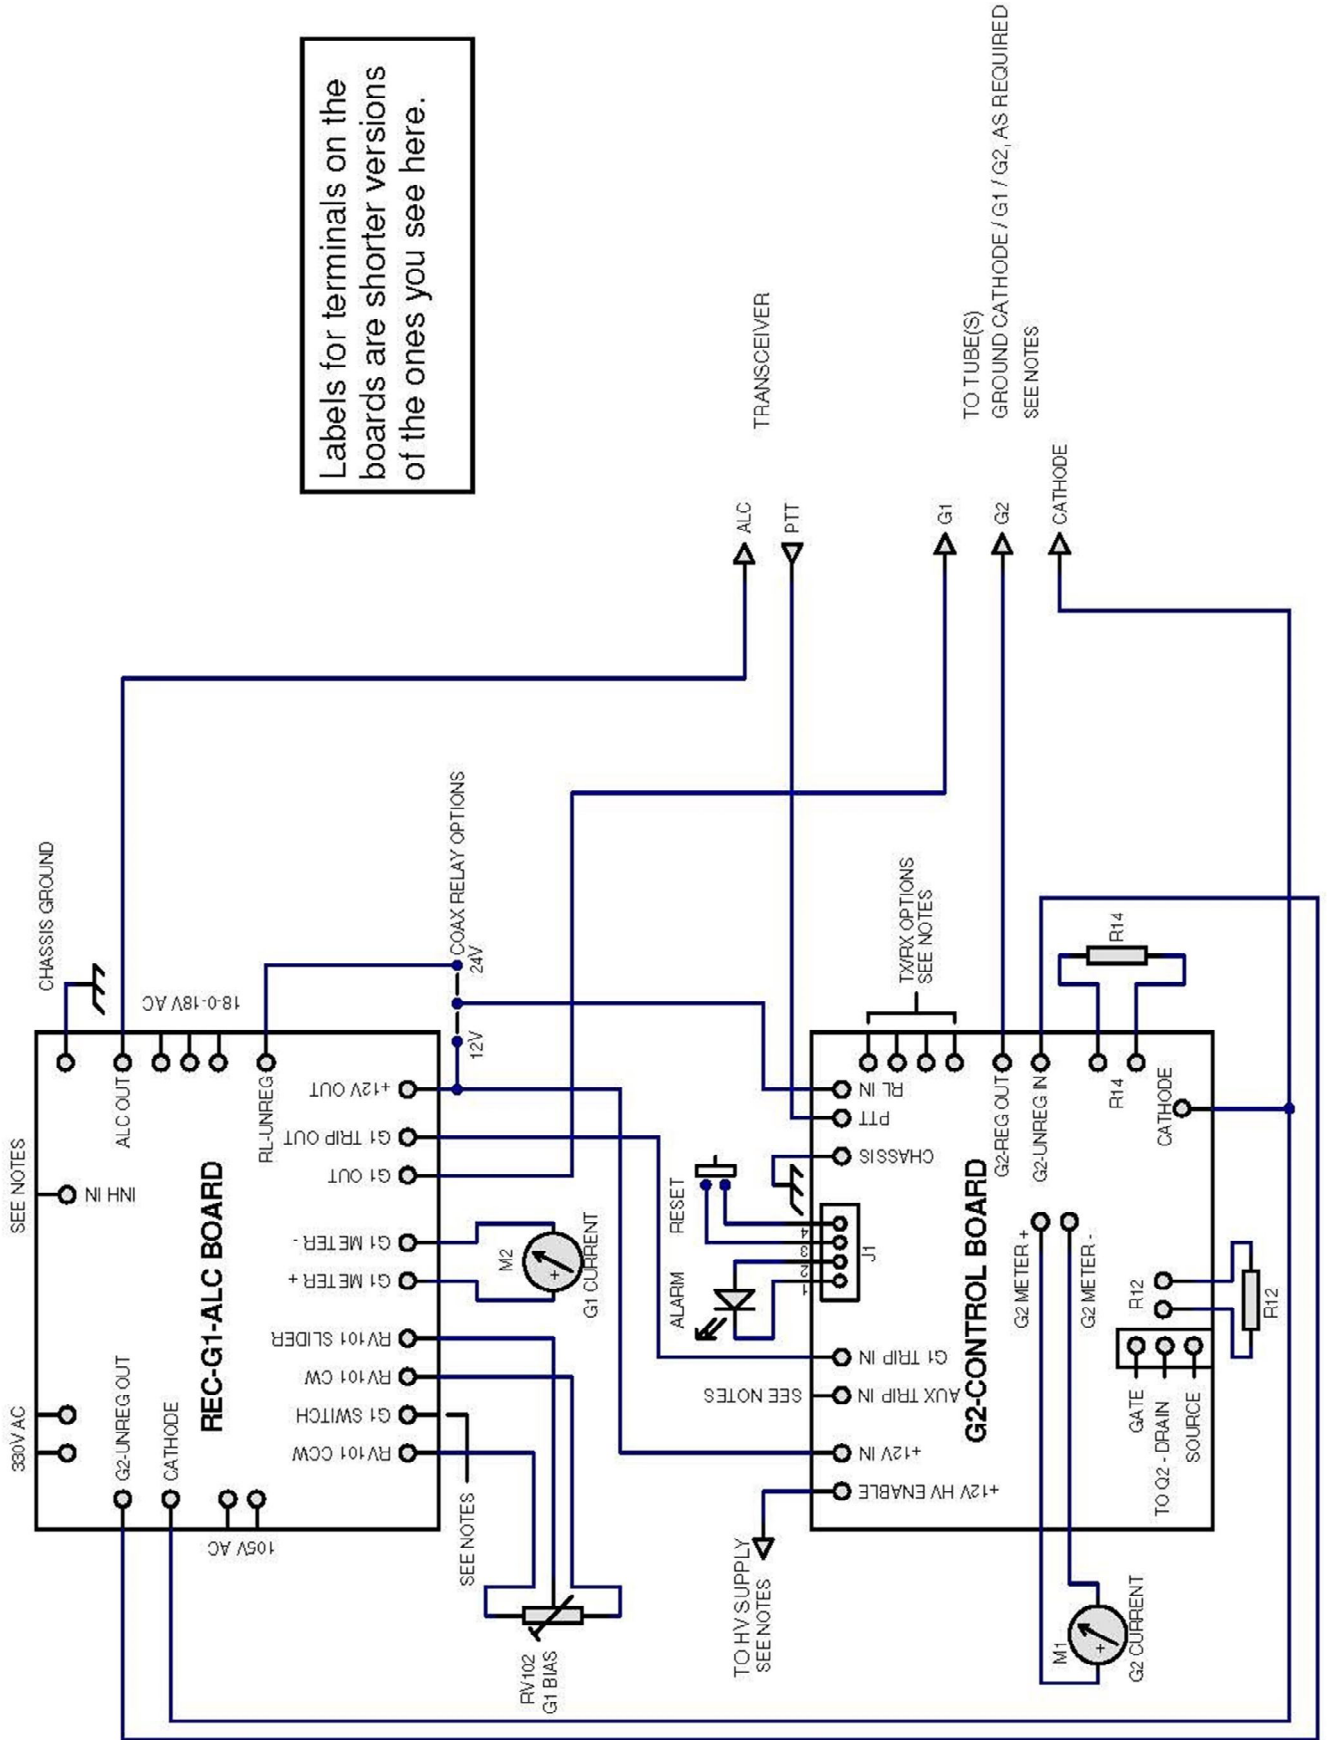 Labels for terminals on the
boards are shorter versions
of the ones you see here.
330V AC
SEE NOTES
CHASSIS GROUND
G2-UNREG OUT
CATHODE
INH IN
ALC OUT
18-0-18V AC
105V AC
REC-G1-ALC BOARD
RL-UNREG
RV101 CCW
G1 SWITCH
RV101 CW
RV101 SLIDER
G1 METER +
G1 METER -
G1 OUT
G1 TRIP OUT
+12V OUT
SEE NOTES
COAX RELAY OPTIONS
12V
24V
RV102
G1 BIAS
M2
+
G1 CURRENT
ALC
TRANSCEIVER
PTT
TO HV SUPPLY
SEE NOTES
SEE NOTES
ALARM
RESET
1
2
3
4
J1
+12V HV ENABLE
+12V IN
AUX TRIP IN
G1 TRIP IN
CHASSIS
PTT
RL IN
TX/RX OPTIONS
SEE NOTES
G2-CONTROL BOARD
G2-REG OUT
G2-UNREG IN
G1
G2
CATHODE
TO TUBE(S)
GROUND CATHODE / G1 / G2, AS REQUIRED
SEE NOTES
M1
+
G2 CURRENT
G2 METER +
G2 METER -
GATE
TO Q2 - DRAIN
SOURCE
R12
R12
R14
R14
CATHODE